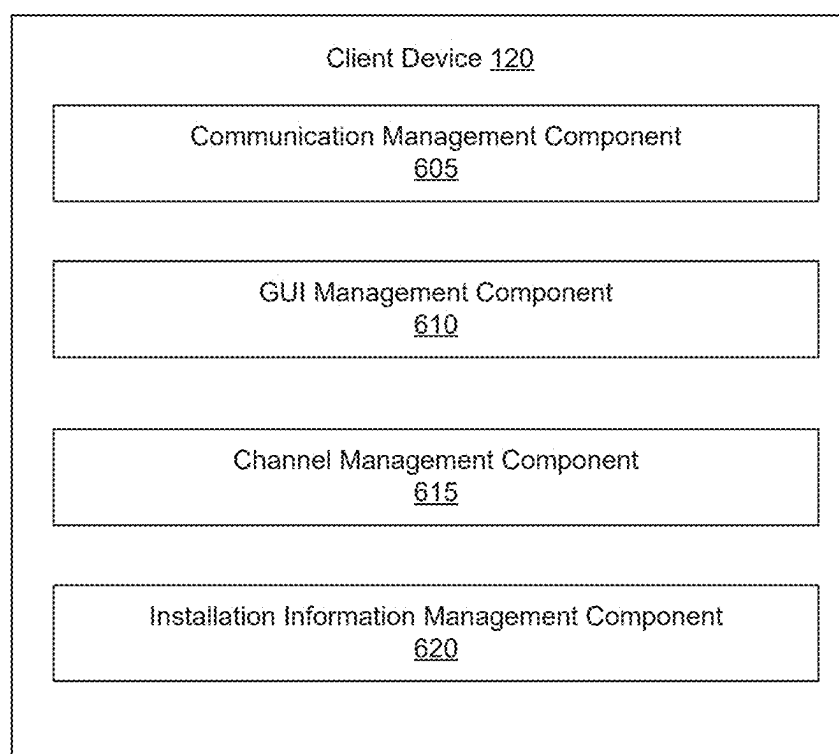 Client Device 120
Communication Management Component
605
GUI Management Component
610
Channel Management Component
615
Installation Information Management Component
620